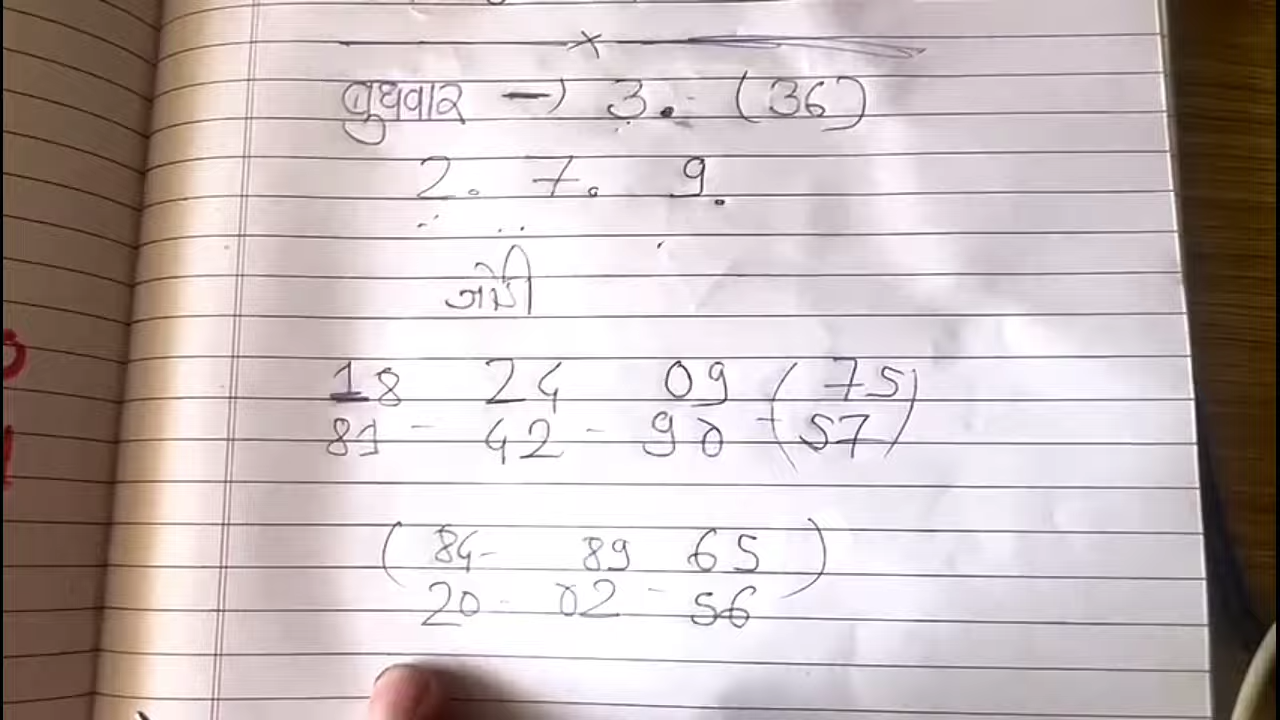 बुधवार → 3. (36)
2. 7. 9.
18 24 09 (75
81 - 42 - 90 - 57)
(84 - 89 65)
20 - 02 - 56